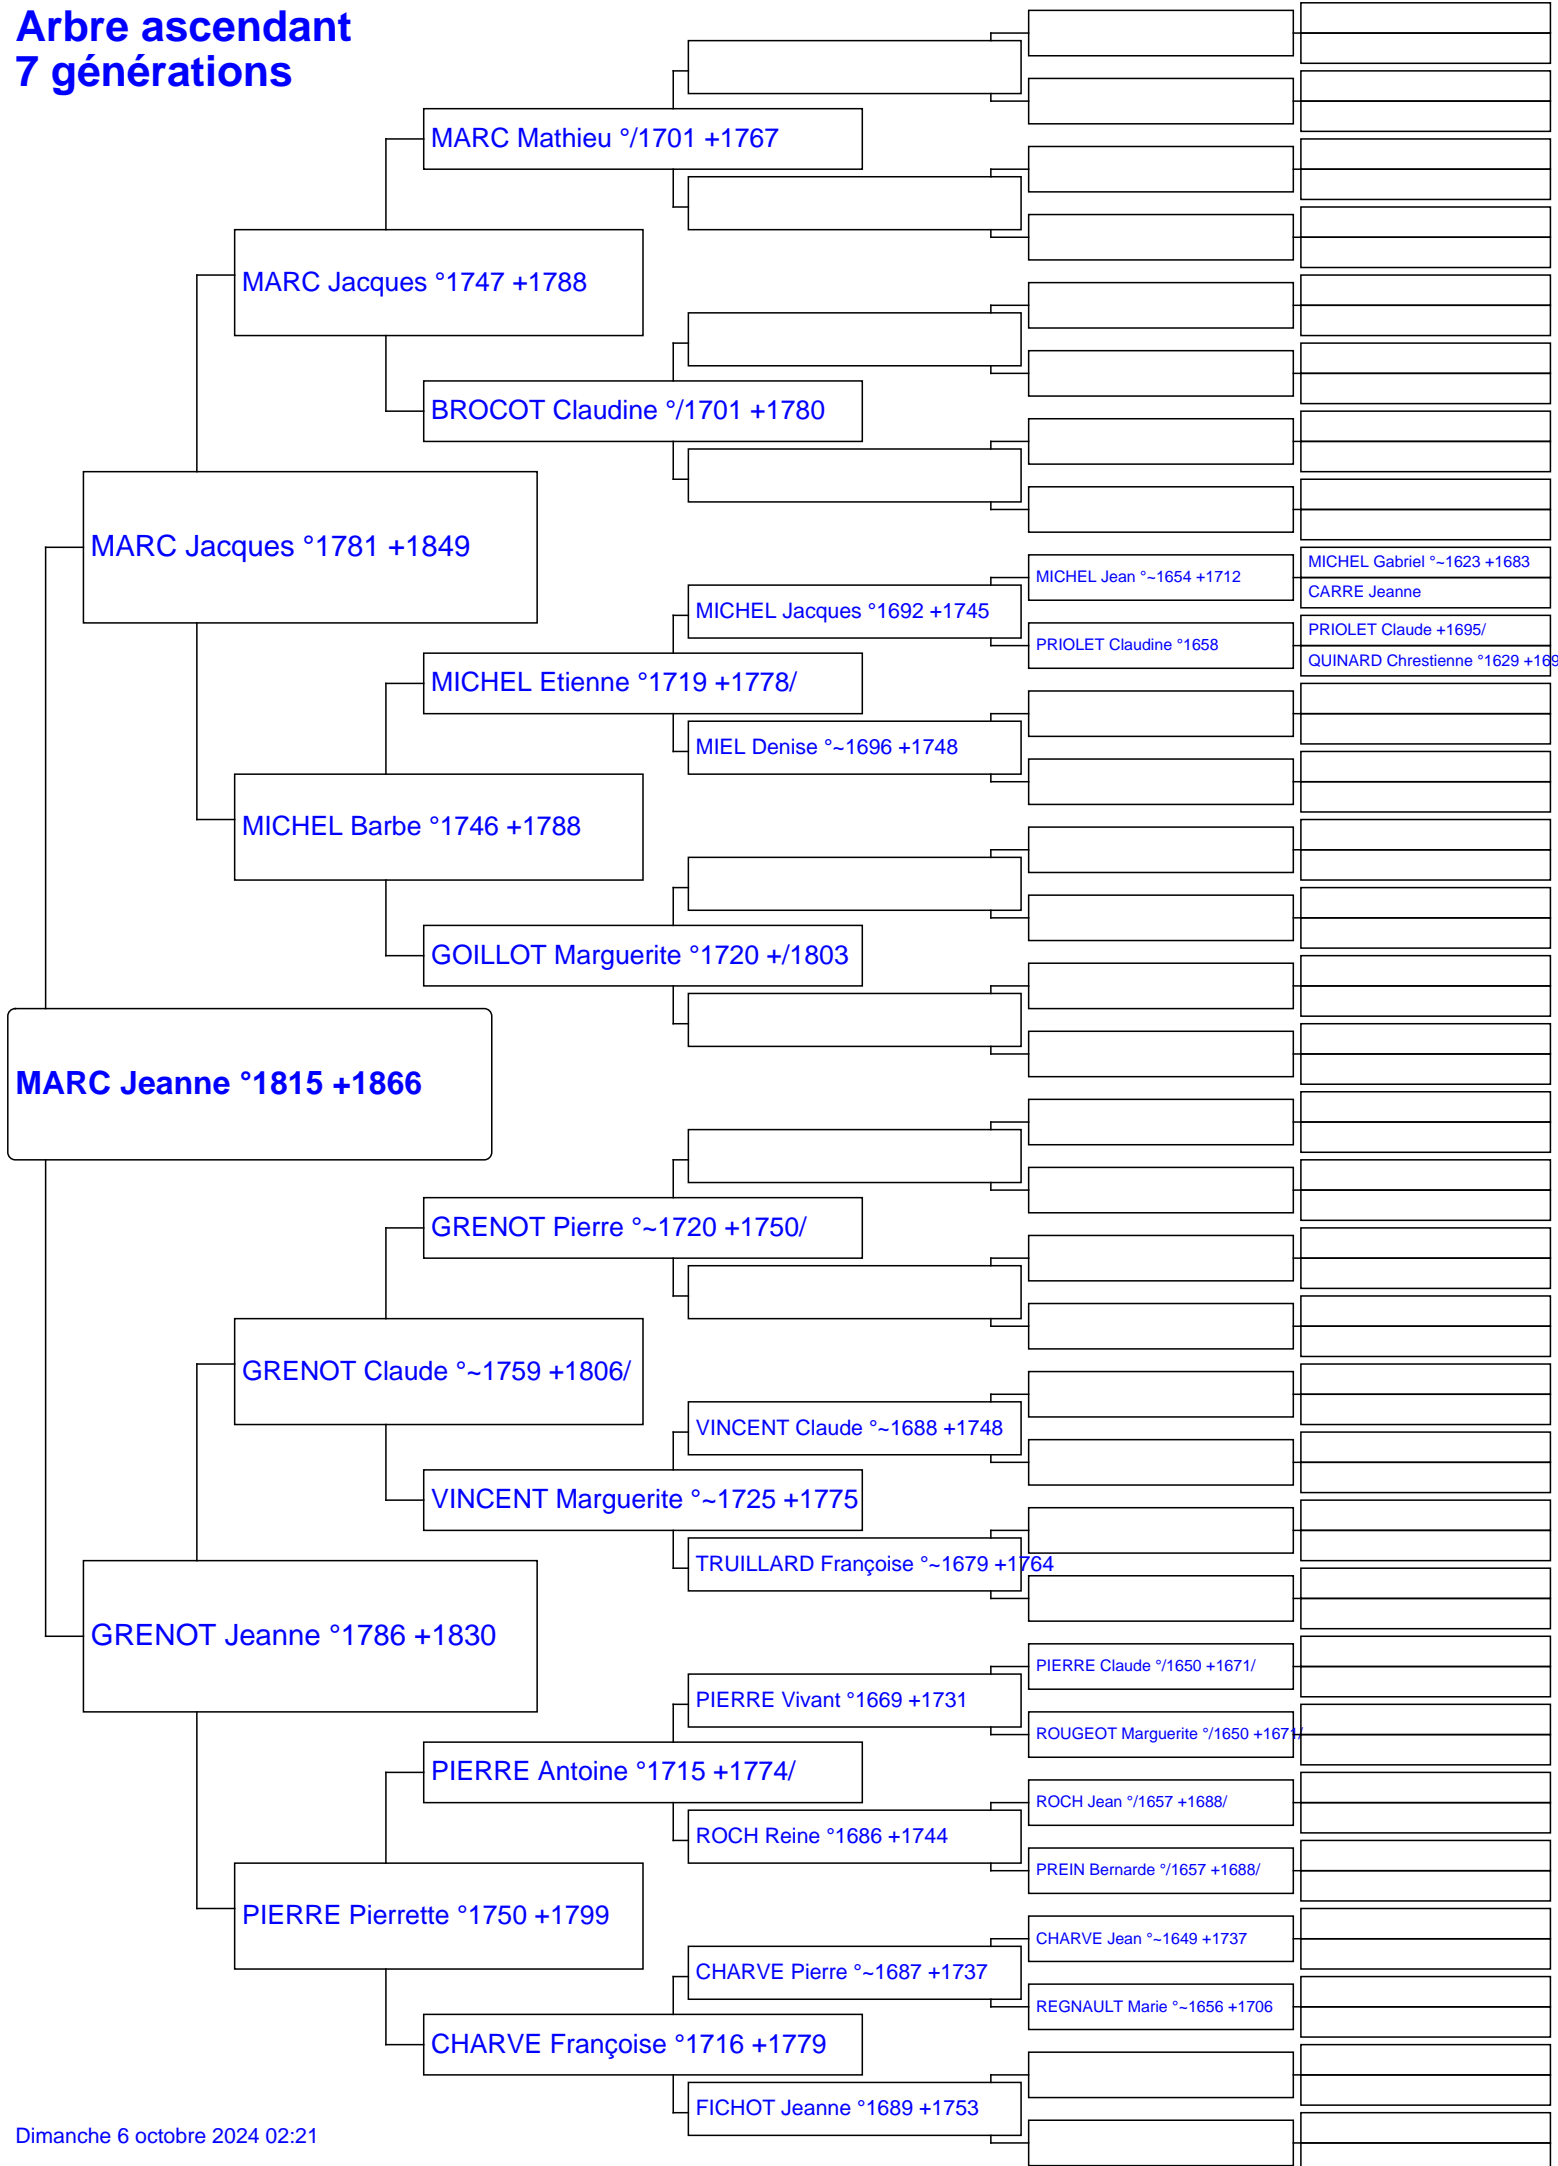 Arbre ascendant
7 générations
MARC Mathieu °/1701 +1767
MARC Jacques °1747 +1788
BROCOT Claudine °/1701 +1780
MARC Jacques °1781 +1849
MICHEL Jean °~1654 +1712
MICHEL Gabriel °~1623 +1683
CARRE Jeanne
MICHEL Jacques °1692 +1745
PRIOLET Claudine °1658
PRIOLET Claude +1695/
QUINARD Chrestienne °1629 +169
MICHEL Etienne °1719 +1778/
MIEL Denise °~1696 +1748
MICHEL Barbe °1746 +1788
GOILLOT Marguerite °1720 +/1803
MARC Jeanne °1815 +1866
GRENOT Pierre °~1720 +1750/
GRENOT Claude °~1759 +1806/
VINCENT Claude °~1688 +1748
VINCENT Marguerite °~1725 +1775
TRUILLARD Françoise °~1679 +1764
GRENOT Jeanne °1786 +1830
PIERRE Claude °/1650 +1671/
PIERRE Vivant °1669 +1731
ROUGEOT Marguerite °/1650 +1671/
PIERRE Antoine °1715 +1774/
ROCH Jean °/1657 +1688/
ROCH Reine °1686 +1744
PREIN Bernarde °/1657 +1688/
PIERRE Pierrette °1750 +1799
CHARVE Jean °~1649 +1737
CHARVE Pierre °~1687 +1737
REGNAULT Marie °~1656 +1706
CHARVE Françoise °1716 +1779
FICHOT Jeanne °1689 +1753
Dimanche 6 octobre 2024 02:21